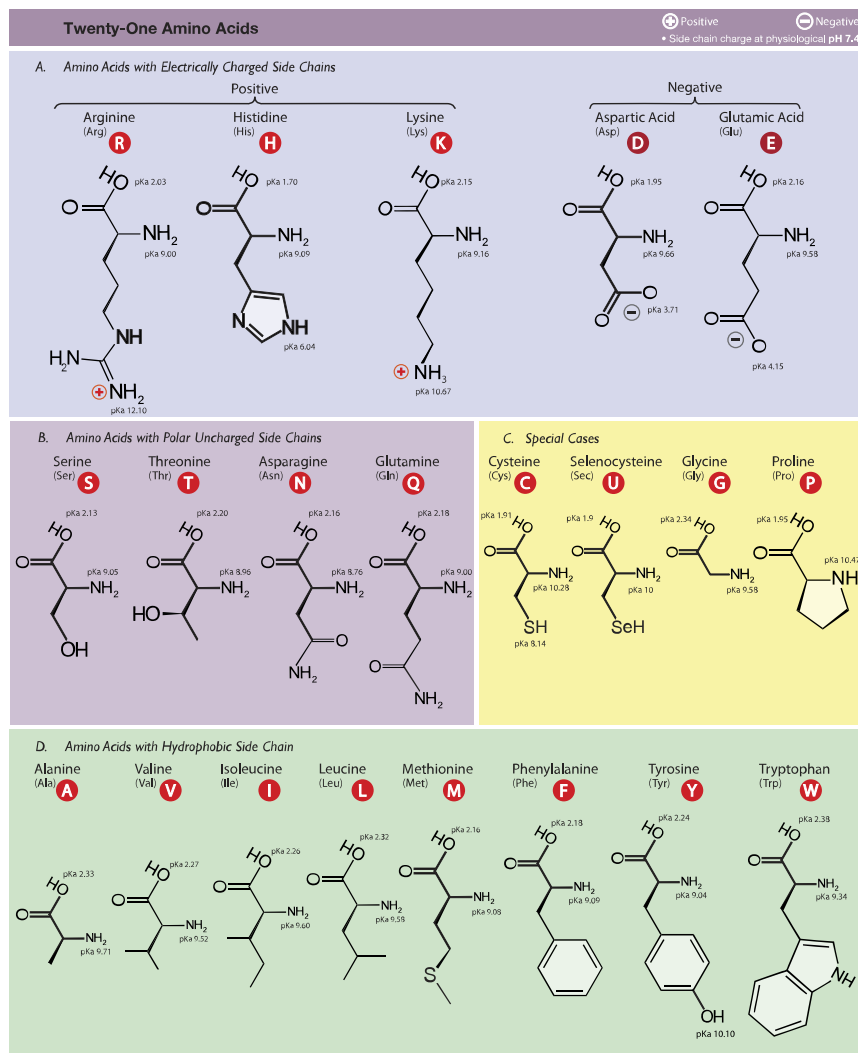 Twenty-One Amino Acids
⊕ Positive ⊖ Negative
• Side chain charge at physiological pH 7.4
A. Amino Acids with Electrically Charged Side Chains
Positive
Negative
Arginine
(Arg) R
Histidine
(His) H
Lysine
(Lys) K
Aspartic Acid
(Asp) D
Glutamic Acid
(Glu) E
HO pKa 2.03
O
NH2
pKa 9.00
NH
H2N
⊕ NH2
pKa 12.10
HO pKa 1.70
O
NH2
pKa 9.09
N
NH
pKa 6.04
HO pKa 2.15
O
NH2
pKa 9.16
⊕ NH3
pKa 10.67
HO pKa 1.95
O
NH2
pKa 9.66
O
O ⊖ pKa 3.71
HO pKa 2.16
O
NH2
pKa 9.58
O
⊖ O
pKa 4.15
B. Amino Acids with Polar Uncharged Side Chains
Serine
(Ser) S
Threonine
(Thr) T
Asparagine
(Asn) N
Glutamine
(Gln) Q
pKa 2.13
HO
O
pKa 9.05
NH2
OH
pKa 2.20
HO
O
pKa 8.96
NH2
HO
pKa 2.16
HO
O
pKa 8.76
NH2
O
NH2
pKa 2.18
HO
O
pKa 9.00
NH2
O
NH2
C. Special Cases
Cysteine
(Cys) C
Selenocysteine
(Sec) U
Glycine
(Gly) G
Proline
(Pro) P
pKa 1.91 HO
O
NH2
pKa 10.28
SH
pKa 8.14
pKa 1.9 HO
O
NH2
pKa 10
SeH
pKa 2.34 HO
O
NH2
pKa 9.58
pKa 1.95 HO
O
pKa 10.47
NH
D. Amino Acids with Hydrophobic Side Chain
Alanine
(Ala) A
Valine
(Val) V
Isoleucine
(Ile) I
Leucine
(Leu) L
Methionine
(Met) M
Phenylalanine
(Phe) F
Tyrosine
(Tyr) Y
Tryptophan
(Trp) W
pKa 2.33
HO
O
NH2
pKa 9.71
pKa 2.27
HO
O
NH2
pKa 9.52
pKa 2.26
HO
O
NH2
pKa 9.60
pKa 2.32
HO
O
NH2
pKa 9.58
pKa 2.16
HO
O
NH2
pKa 9.08
S
pKa 2.18
HO
O
NH2
pKa 9.09
pKa 2.24
HO
O
NH2
pKa 9.04
OH
pKa 10.10
pKa 2.38
HO
O
NH2
pKa 9.34
NH